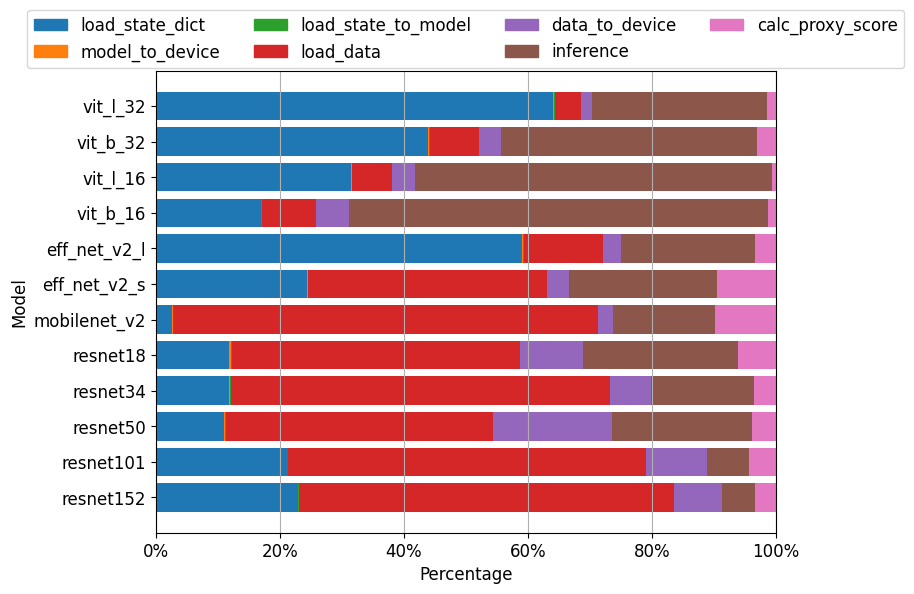 load_state_dict load_state_to_model data_to_device calc_proxy_score
model_to_device load_data inference
vit_l_32
vit_b_32
vit_l_16
vit_b_16
eff_net_v2_l
eff_net_v2_s
mobilenet_v2
resnet18
resnet34
resnet50
resnet101
resnet152
Model
0% 20% 40% 60% 80% 100%
Percentage